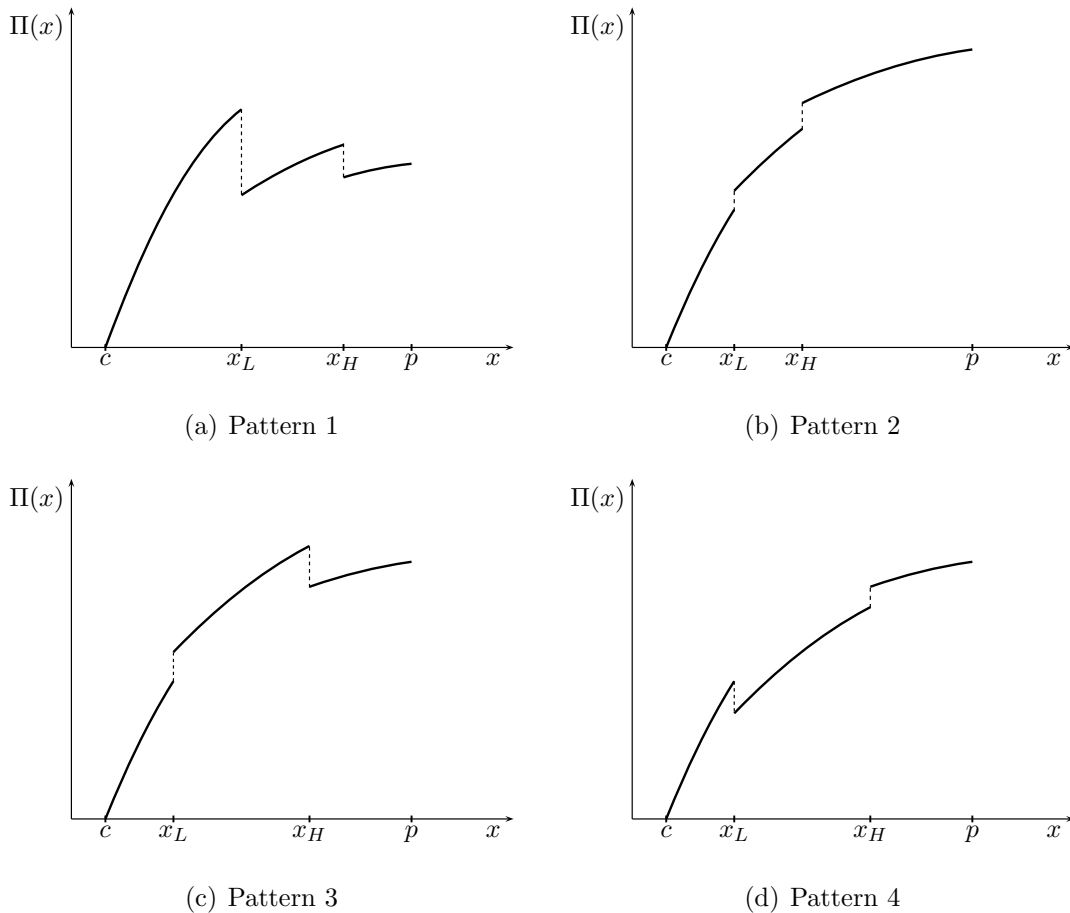 Π(x)
c x_L x_H p x
(a) Pattern 1
Π(x)
c x_L x_H p x
(b) Pattern 2
Π(x)
c x_L x_H p x
(c) Pattern 3
Π(x)
c x_L x_H p x
(d) Pattern 4